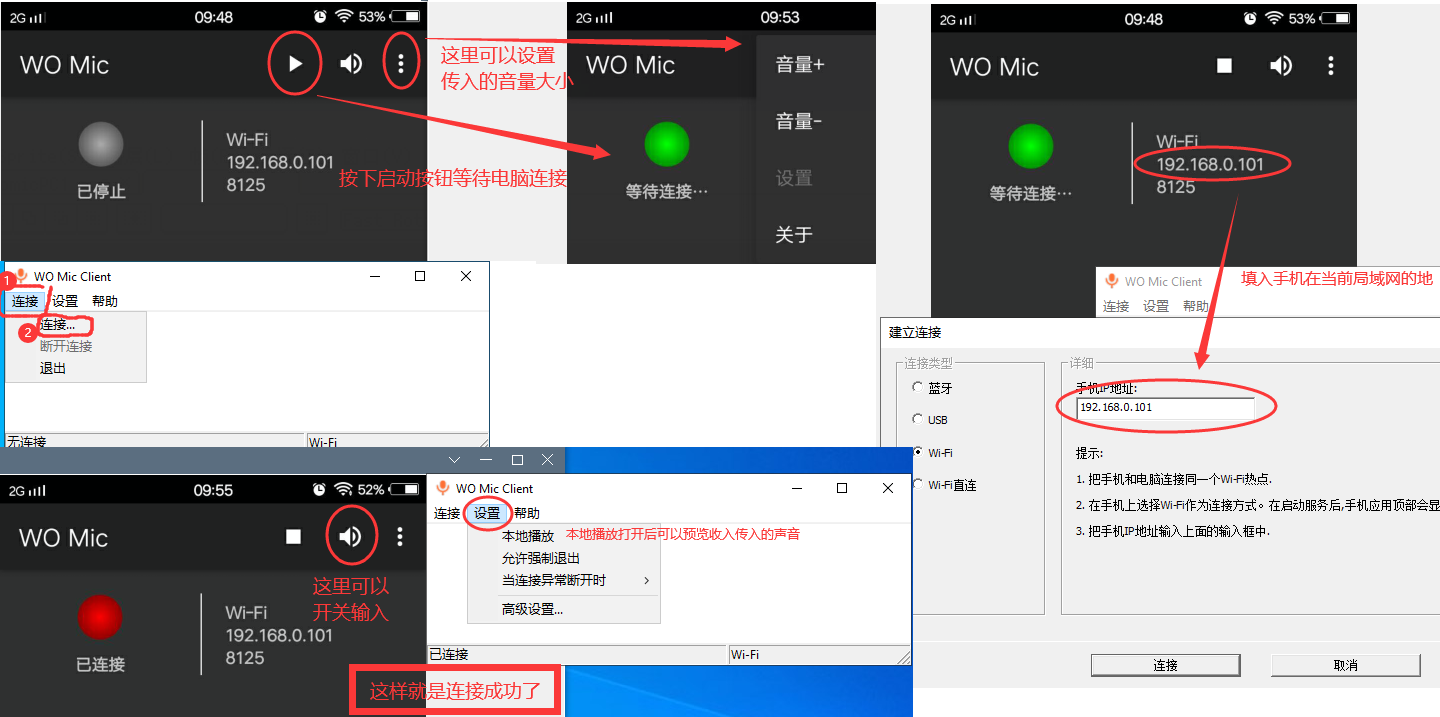 2G
09:48
53%
WO Mic
已停止
Wi-Fi
192.168.0.101
8125
这里可以设置
传入的音量大小
按下启动按钮等待电脑连接
2G
09:53
WO Mic
等待连接…
音量+
音量-
设置
关于
2G
09:48
53%
WO Mic
等待连接…
Wi-Fi
192.168.0.101
8125
1
WO Mic Client
连接
设置
帮助
2
连接...
断开连接
退出
无连接
Wi-Fi
WO Mic Client
填入手机在当前局域网的地
连接
设置
帮助
建立连接
连接类型
蓝牙
USB
Wi-Fi
Wi-Fi直连
详细
手机IP地址:
192.168.0.101
提示:
1. 把手机和电脑连接同一个Wi-Fi热点.
2. 在手机上选择Wi-Fi作为连接方式。在启动服务后,手机应用顶部会显
3. 把手机IP地址输入上面的输入框中.
连接
取消
2G
09:55
52%
WO Mic
这里可以
开关输入
已连接
Wi-Fi
192.168.0.101
8125
这样就是连接成功了
WO Mic Client
连接
设置
帮助
本地播放
本地播放打开后可以预览收入传入的声音
允许强制退出
当连接异常断开时
高级设置...
已连接
Wi-Fi